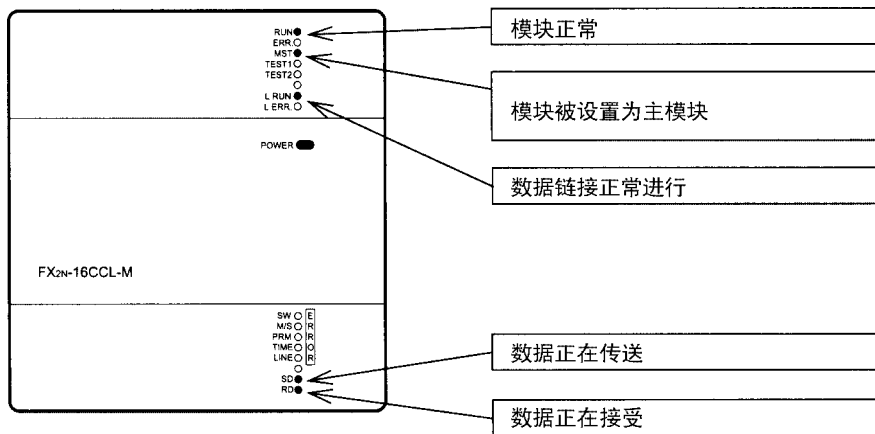 RUN
ERR.
MST
TEST1
TEST2
L RUN
L ERR.
POWER
FX2N-16CCL-M
SW
M/S
PRM
TIME
LINE
ERROR
SD
RD
模块正常
模块被设置为主模块
数据链接正常进行
数据正在传送
数据正在接受